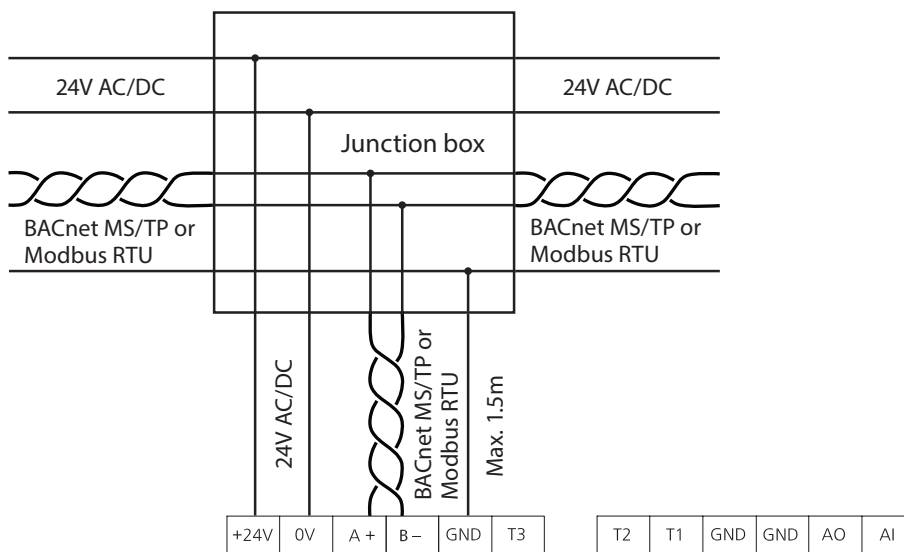 24V AC/DC
24V AC/DC
Junction box
BACnet MS/TP or
Modbus RTU
BACnet MS/TP or
Modbus RTU
24V AC/DC
BACnet MS/TP or
Modbus RTU
Max. 1.5m
+24V 0V A + B – GND T3 T2 T1 GND GND AO AI